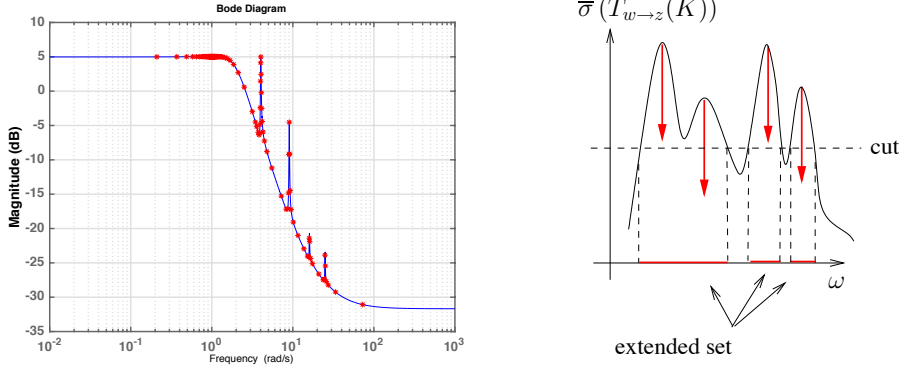 Bode Diagram
Magnitude (dB)
10
5
0
-5
-10
-15
-20
-25
-30
-35
10^-2
10^-1
10^0
10^1
10^2
10^3
Frequency (rad/s)
σ̅ (T_{w→z}(K))
cut
ω
extended set